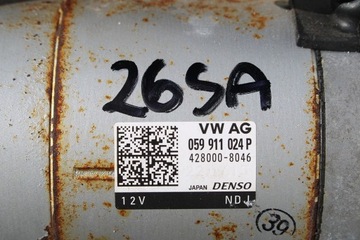 26SA
VW AG
059 911 024 P
428000-8046
JAPAN DENSO
12V ND
39